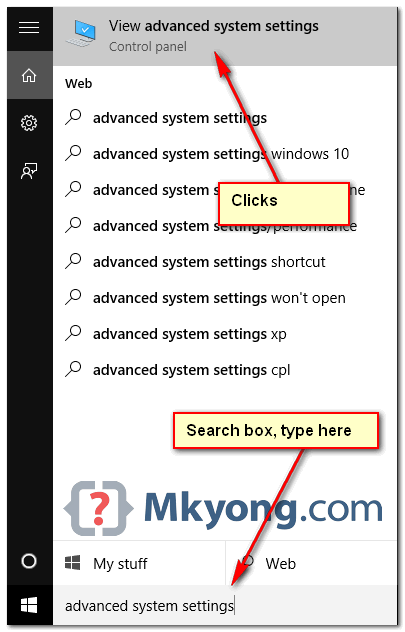 View advanced system settings
Control panel
Web
advanced system settings
advanced system settings windows 10
advanced system s ne
Clicks
advanced system settings/performance
advanced system settings shortcut
advanced system settings won't open
advanced system settings xp
advanced system settings cpl
Search box, type here
{?} Mkyong.com
My stuff
Web
advanced system settings